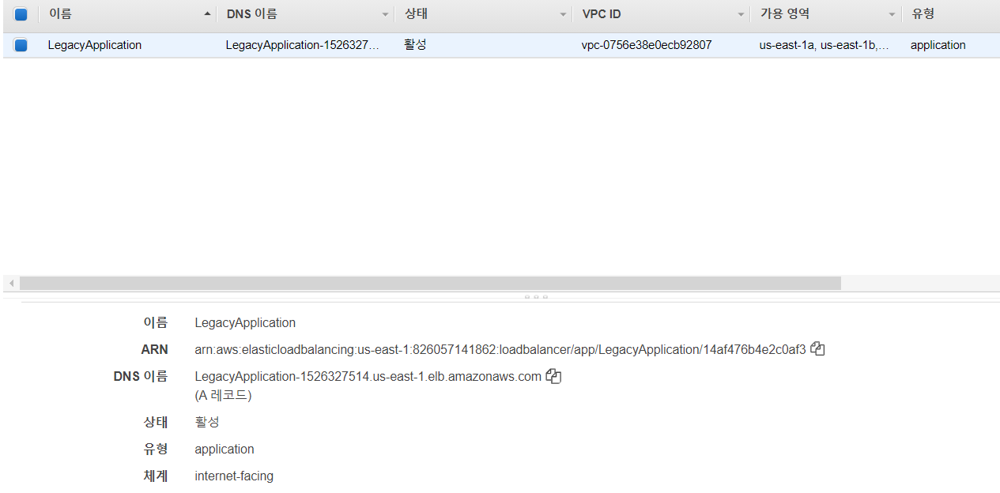 이름 DNS 이름 상태 VPC ID 가용 영역 유형
LegacyApplication LegacyApplication-1526327… 활성 vpc-0756e38e0ecb92807 us-east-1a, us-east-1b,… application
이름 LegacyApplication
ARN arn:aws:elasticloadbalancing:us-east-1:826057141862:loadbalancer/app/LegacyApplication/14af476b4e2c0af3
DNS 이름 LegacyApplication-1526327514.us-east-1.elb.amazonaws.com
(A 레코드)
상태 활성
유형 application
체계 internet-facing